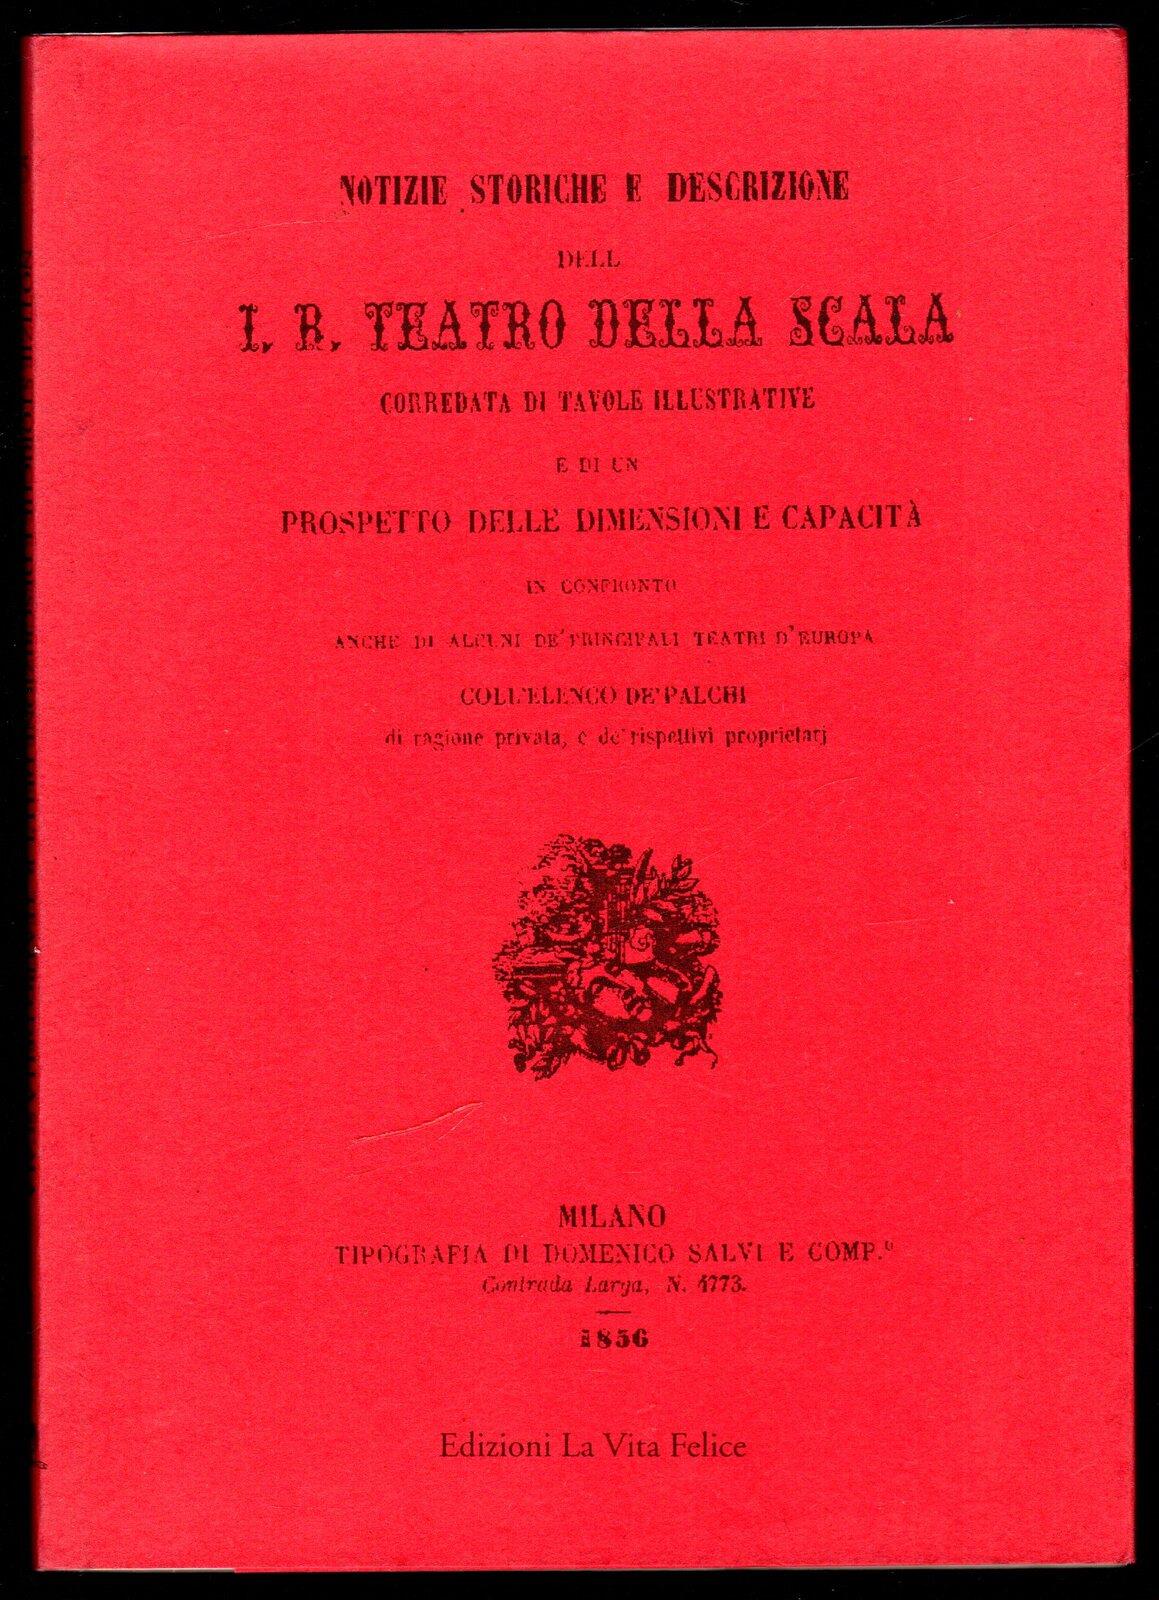 NOTIZIE STORICHE E DESCRIZIONE
DELL
I. R. TEATRO DELLA SCALA
CORREDATA DI TAVOLE ILLUSTRATIVE
E DI UN
PROSPETTO DELLE DIMENSIONI E CAPACITÀ
IN CONFRONTO
ANCHE DI ALCUNI DE' PRINCIPALI TEATRI D'EUROPA
COLL'ELENCO DE' PALCHI
di ragione privata, e de' rispettivi proprietarj
MILANO
TIPOGRAFIA DI DOMENICO SALVI E COMP.º
Contrada Larga, N. 4773.
1856
Edizioni La Vita Felice